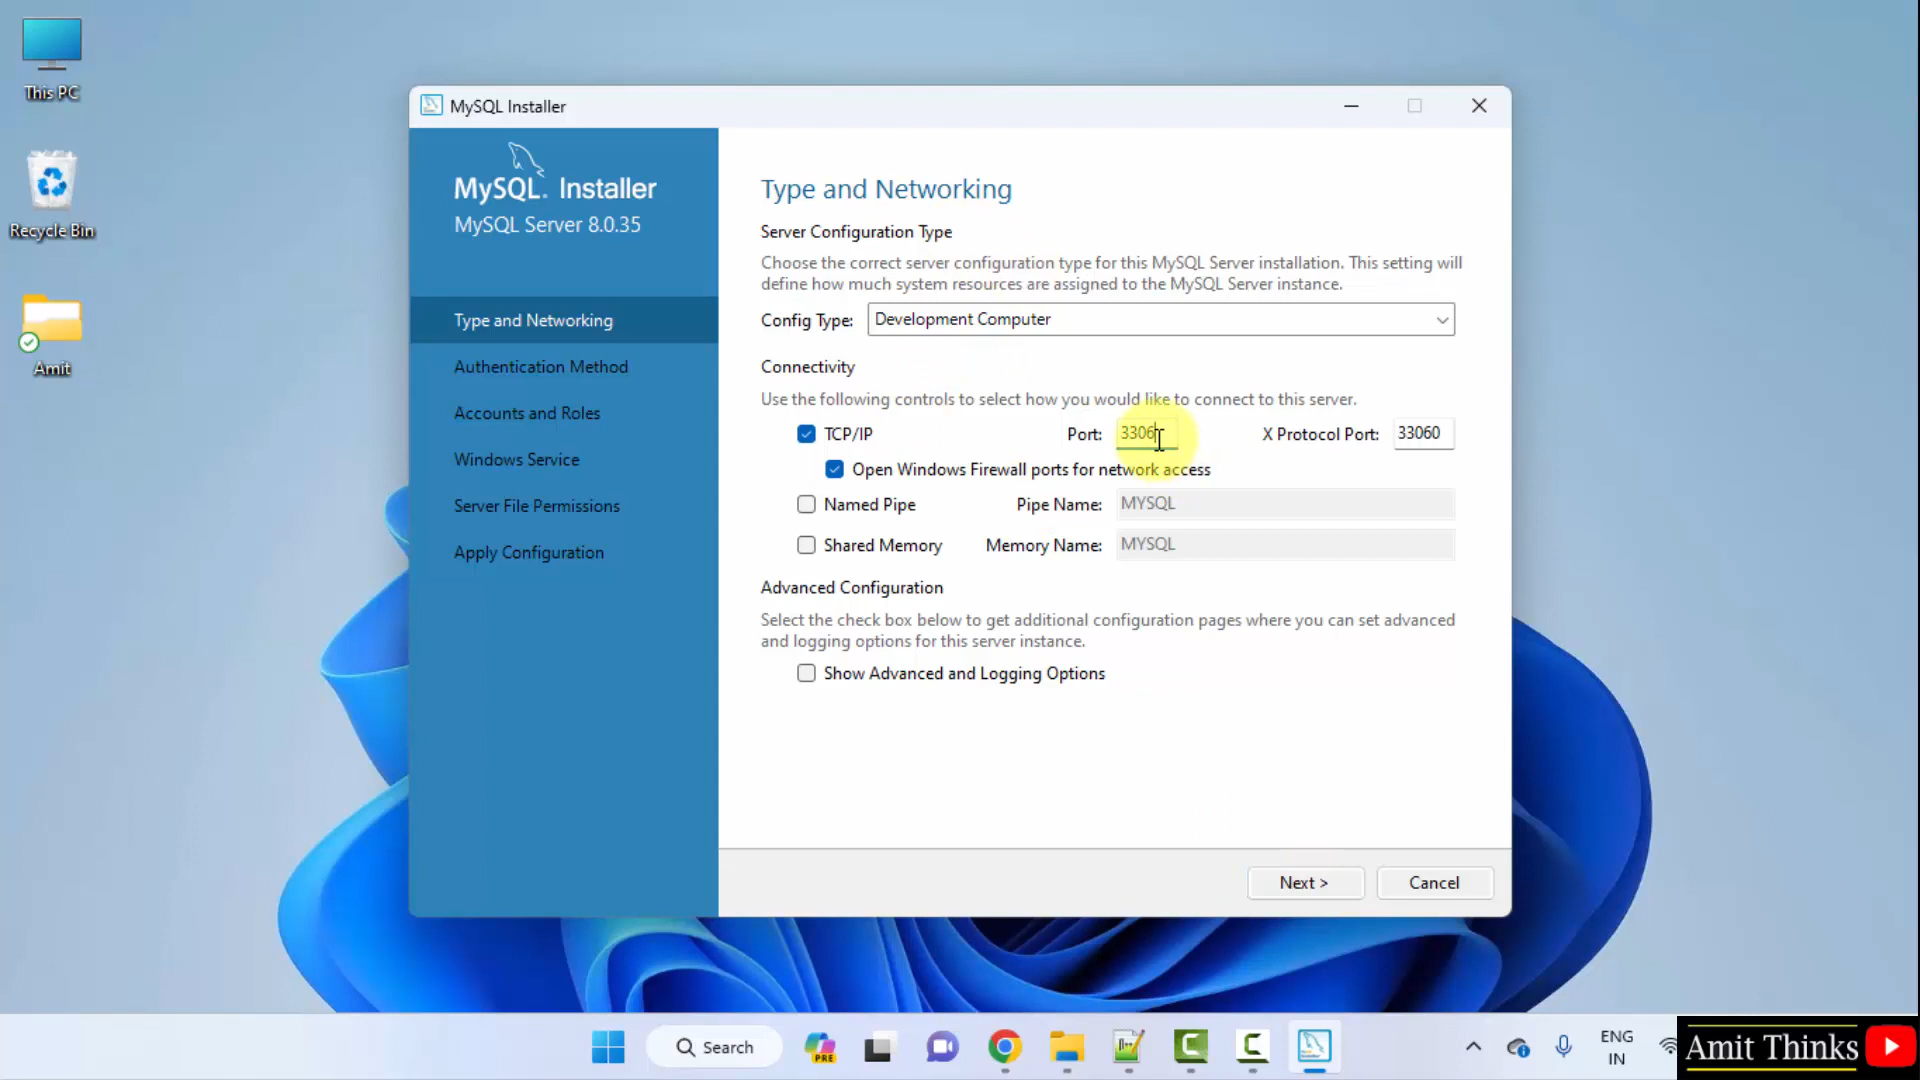 This PC
Recycle Bin
Amit
MySQL Installer
MySQL. Installer
MySQL Server 8.0.35
Type and Networking
Authentication Method
Accounts and Roles
Windows Service
Server File Permissions
Apply Configuration
Type and Networking
Server Configuration Type
Choose the correct server configuration type for this MySQL Server installation. This setting will
define how much system resources are assigned to the MySQL Server instance.
Config Type: Development Computer
Connectivity
Use the following controls to select how you would like to connect to this server.
TCP/IP Port: 3306 X Protocol Port: 33060
Open Windows Firewall ports for network access
Named Pipe Pipe Name: MYSQL
Shared Memory Memory Name: MYSQL
Advanced Configuration
Select the check box below to get additional configuration pages where you can set advanced
and logging options for this server instance.
Show Advanced and Logging Options
Next > Cancel
Search
PRE
ENG
IN
Amit Thinks